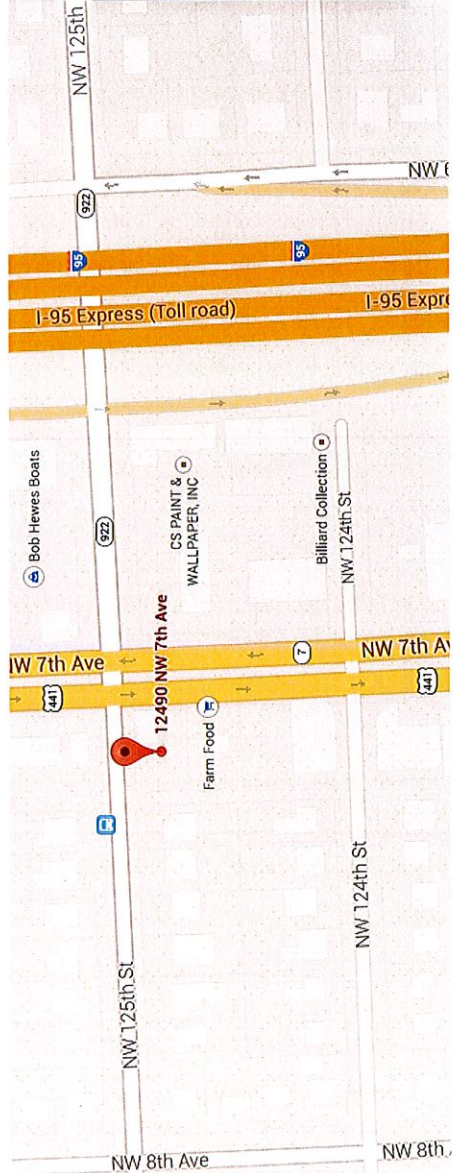 NW 125th
NW 6
922
95
95
I-95 Express (Toll road)
I-95 Expre
Bob Hewes Boats
922
CS PAINT &
WALLPAPER, INC
Billiard Collection
NW 124th St
NW 7th Ave
7
NW 7th Av
441
441
12490 NW 7th Ave
Farm Food
NW 125th St
NW 124th St
NW 8th Ave
NW 8th